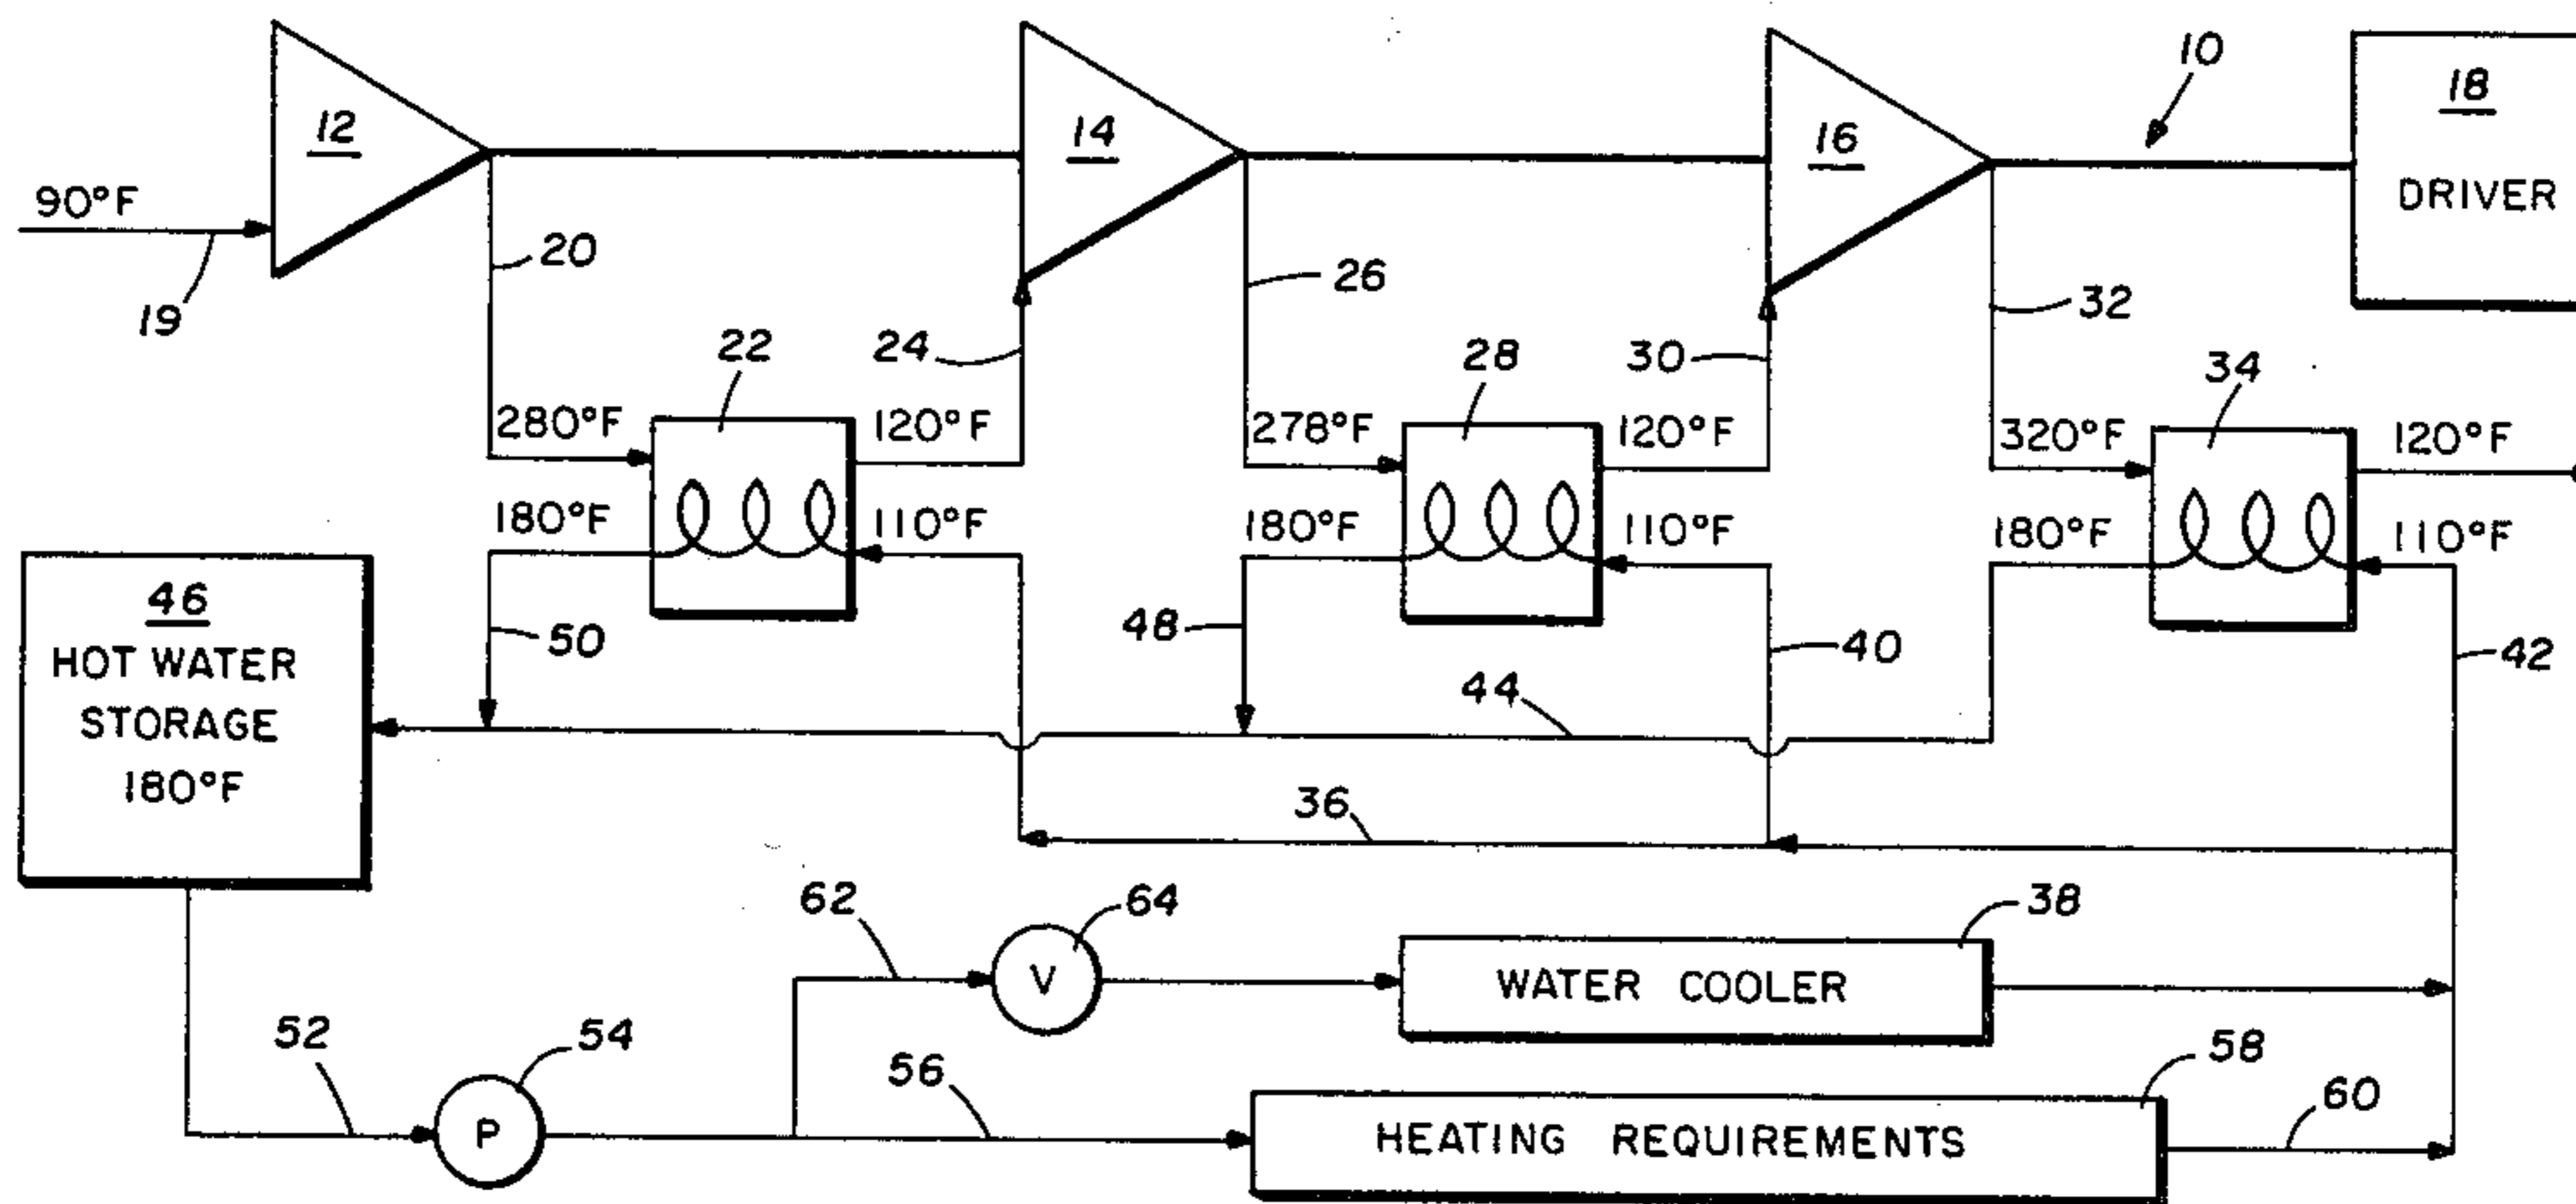 10
12
14
16
18
DRIVER
90°F
19
20
26
32
22
24
28
30
34
280°F
120°F
278°F
120°F
320°F
120°F
180°F
110°F
180°F
110°F
180°F
110°F
46
HOT WATER
STORAGE
180°F
50
48
40
42
44
36
62
64
38
V
WATER COOLER
52
54
56
58
60
P
HEATING REQUIREMENTS